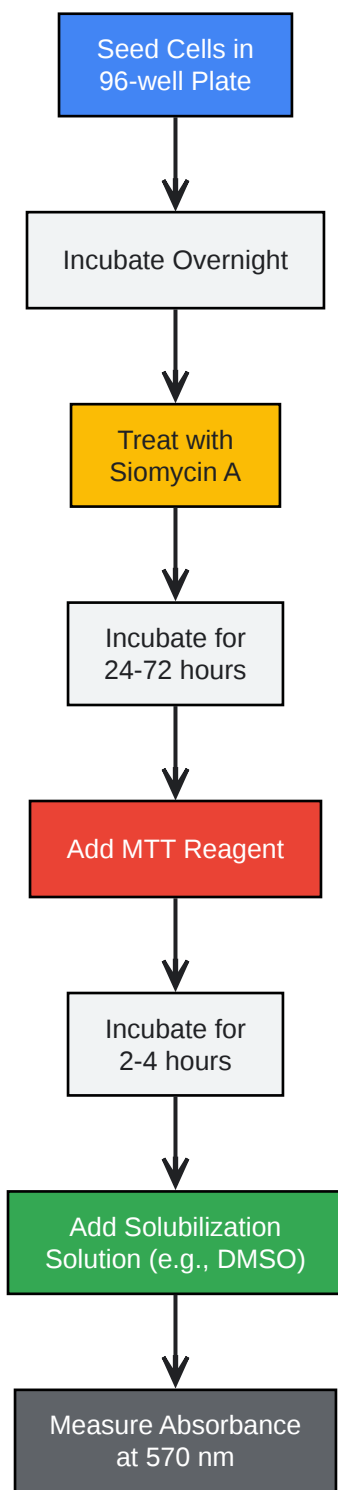 Seed Cells in
96-well Plate
Incubate Overnight
Treat with
Siomycin A
Incubate for
24-72 hours
Add MTT Reagent
Incubate for
2-4 hours
Add Solubilization
Solution (e.g., DMSO)
Measure Absorbance
at 570 nm